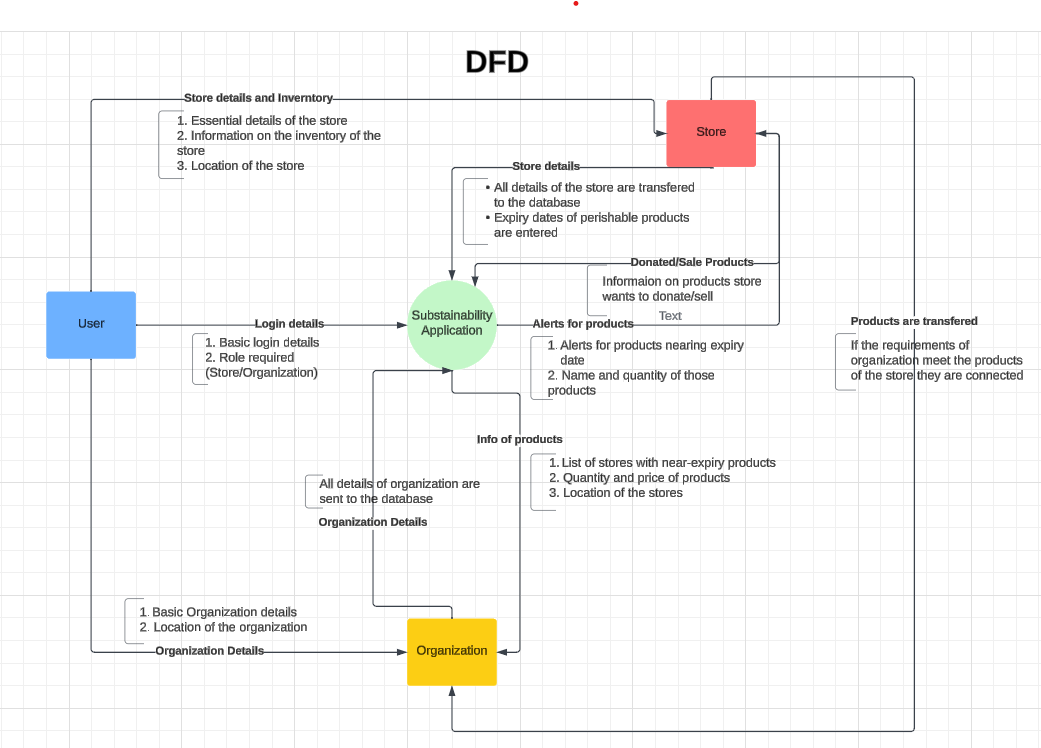 DFD
Store details and Inverntory
1. Essential details of the store
2. Information on the inventory of the
store
3. Location of the store
Store
Store details
• All details of the store are transfered
to the database
• Expiry dates of perishable products
are entered
Donated/Sale Products
Informaion on products store
wants to donate/sell
Text
User
Login details
1. Basic login details
2. Role required
(Store/Organization)
Substainability
Application
Alerts for products
1. Alerts for products nearing expiry
date
2. Name and quantity of those
products
Products are transfered
If the requirements of
organization meet the products
of the store they are connected
Info of products
1. List of stores with near-expiry products
2. Quantity and price of products
3. Location of the stores
All details of organization are
sent to the database
Organization Details
1. Basic Organization details
2. Location of the organization
Organization Details
Organization